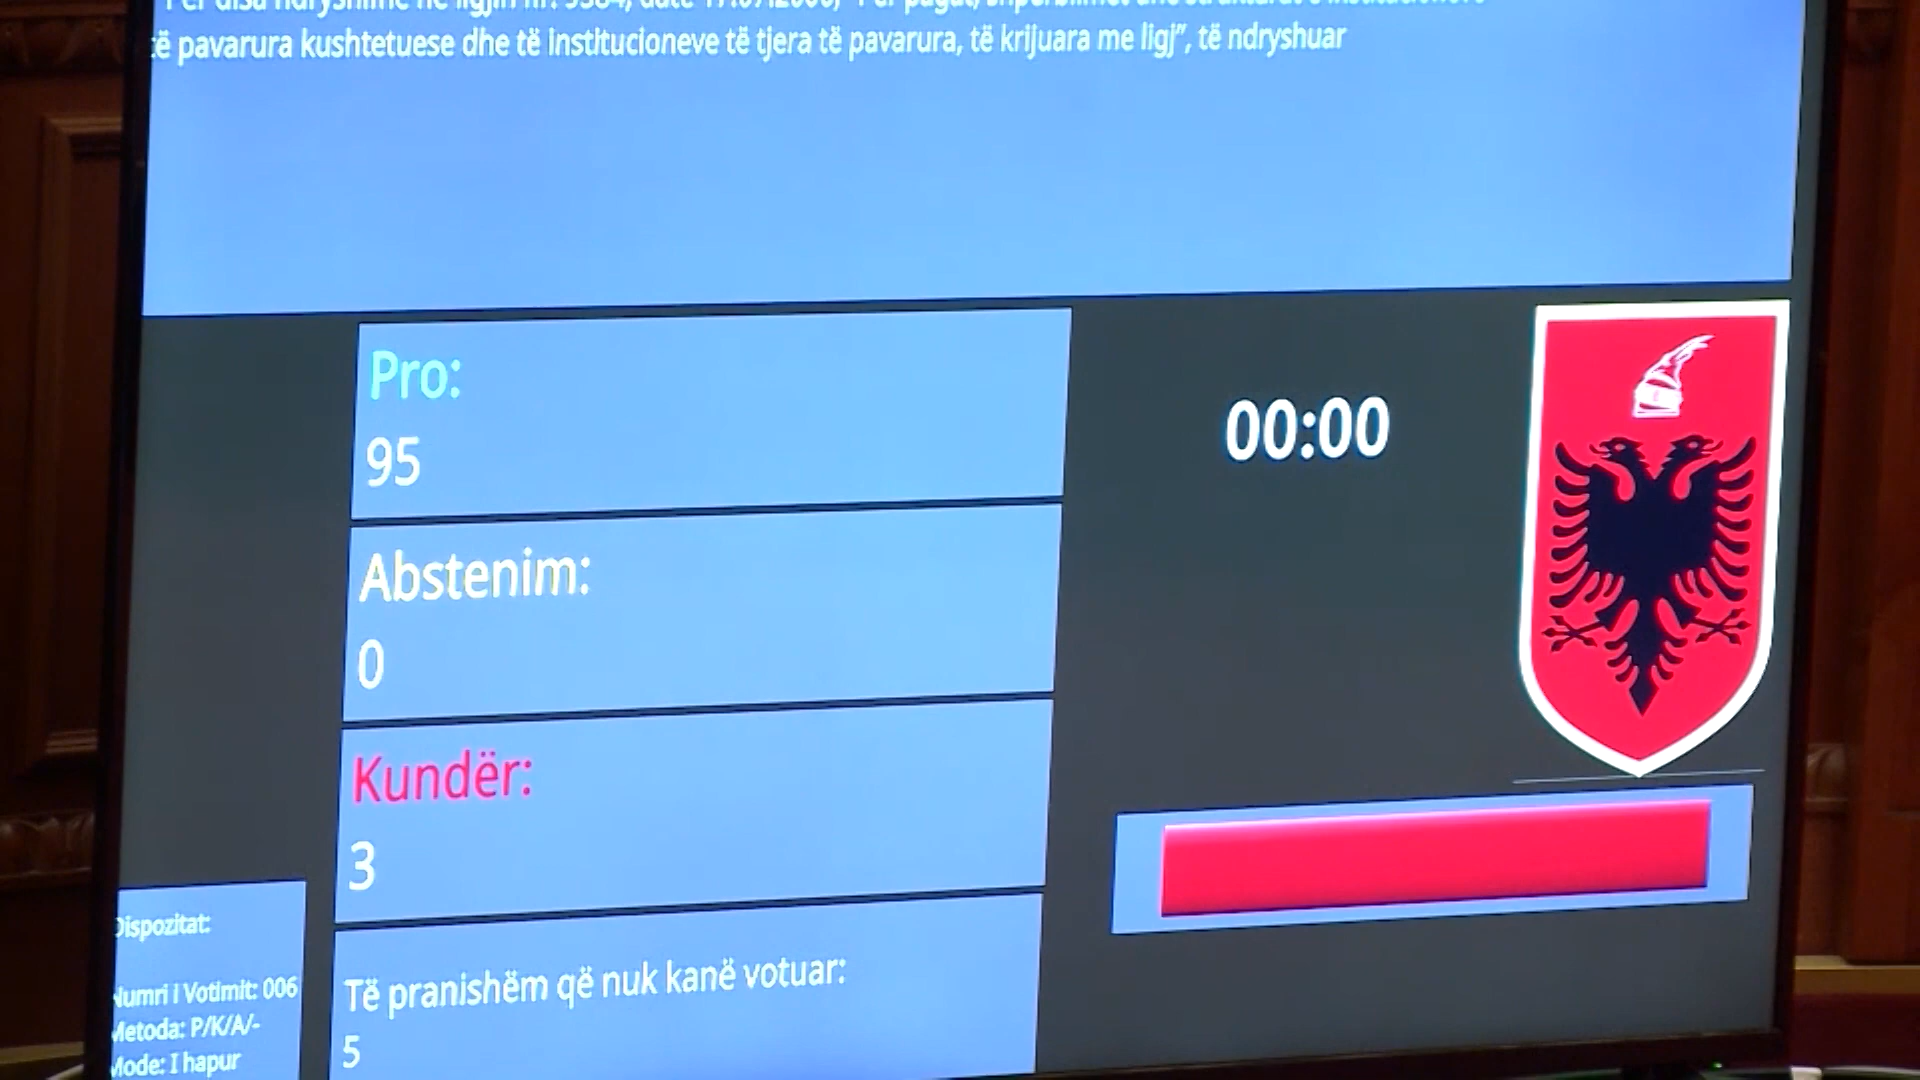 të pavarura kushtetuese dhe të institucioneve të tjera të pavarura, të krijuara me ligj”, të ndryshuar
Pro:
95
00:00
Abstenim:
0
Kundër:
3
Dispozitat:
Numri i Votimit: 006
Metoda: P/K/A/-
Mode: I hapur
Të pranishëm që nuk kanë votuar:
5